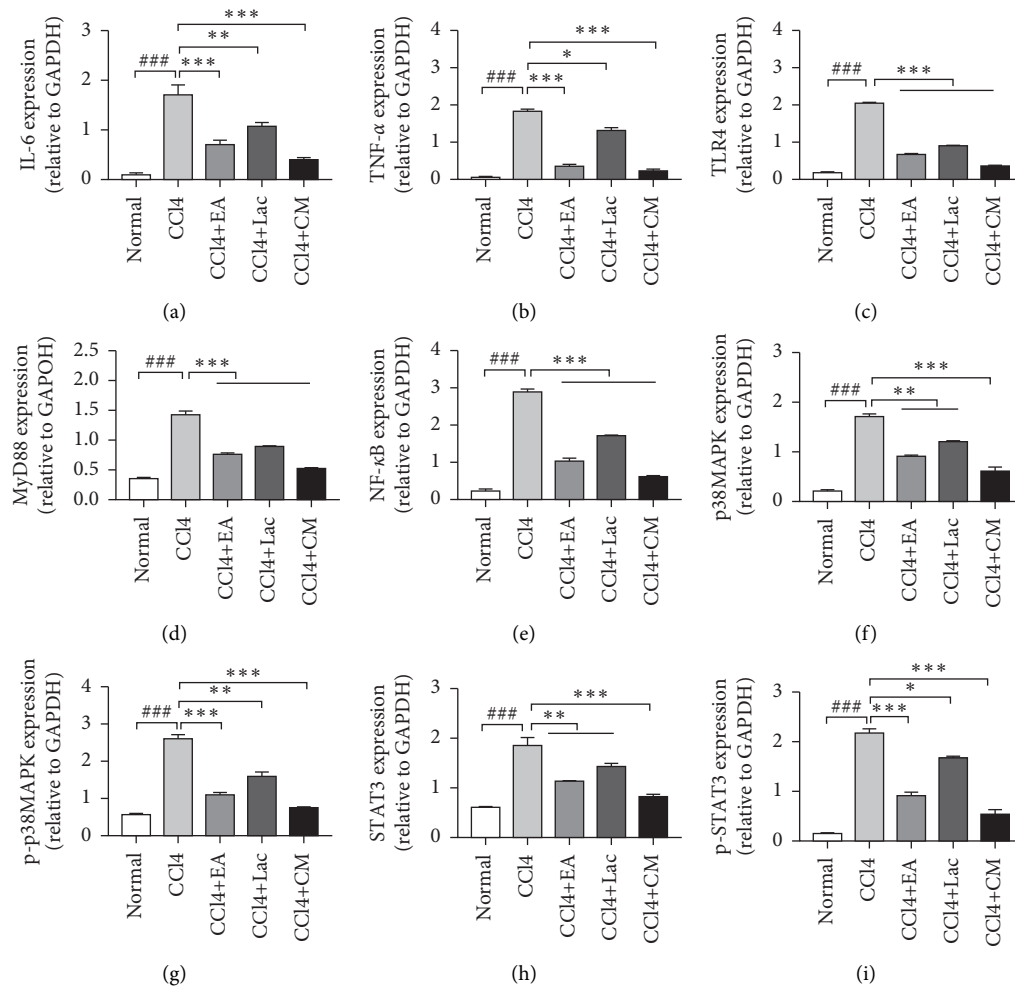 IL-6 expression
(relative to GAPDH)
3
2
1
0
###
***
**
***
Normal
CCl4
CCl4+EA
CCl4+Lac
CCl4+CM
(a)
TNF-α expression
(relative to GAPDH)
4
3
2
1
0
###
***
*
***
Normal
CCl4
CCl4+EA
CCl4+Lac
CCl4+CM
(b)
TLR4 expression
(relative to GAPDH)
4
3
2
1
0
###
***
Normal
CCl4
CCl4+EA
CCl4+Lac
CCl4+CM
(c)
MyD88 expression
(relative to GAPOH)
2.5
2.0
1.5
1.0
0.5
0.0
###
***
Normal
CCl4
CCl4+EA
CCl4+Lac
CCl4+CM
(d)
NF-κB expression
(relative to GAPDH)
4
3
2
1
0
###
***
Normal
CCl4
CCl4+EA
CCl4+Lac
CCl4+CM
(e)
p38MAPK expression
(relative to GAPDH)
3
2
1
0
###
**
***
Normal
CCl4
CCl4+EA
CCl4+Lac
CCl4+CM
(f)
p-p38MAPK expression
(relative to GAPDH)
4
3
2
1
0
###
***
**
***
Normal
CCl4
CCl4+EA
CCl4+Lac
CCl4+CM
(g)
STAT3 expression
(relative to GAPDH)
3
2
1
0
###
**
***
Normal
CCl4
CCl4+EA
CCl4+Lac
CCl4+CM
(h)
p-STAT3 expression
(relative to GAPDH)
3
2
1
0
###
***
*
***
Normal
CCl4
CCl4+EA
CCl4+Lac
CCl4+CM
(i)